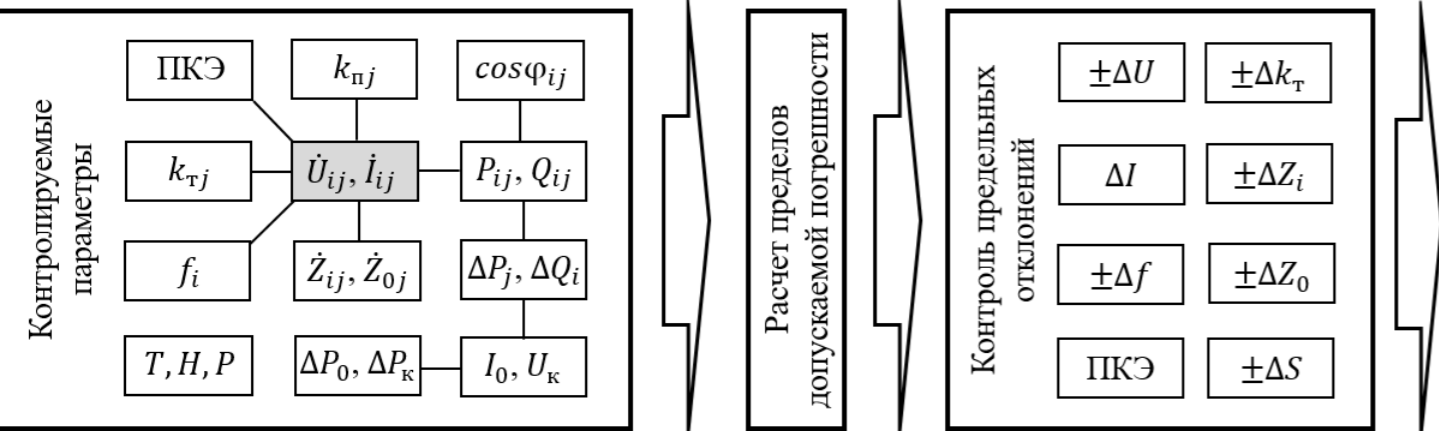 Контролируемые
параметры
ПКЭ
k_пj
cosφ_ij
k_тj
U̇_ij, İ_ij
P_ij, Q_ij
f_i
Ż_ij, Ż_0j
ΔP_j, ΔQ_i
T, H, P
ΔP_0, ΔP_к
I_0, U_к
Расчет пределов
допускаемой погрешности
Контроль предельных
отклонений
±ΔU
±Δk_т
ΔI
±ΔZ_i
±Δf
±ΔZ_0
ПКЭ
±ΔS